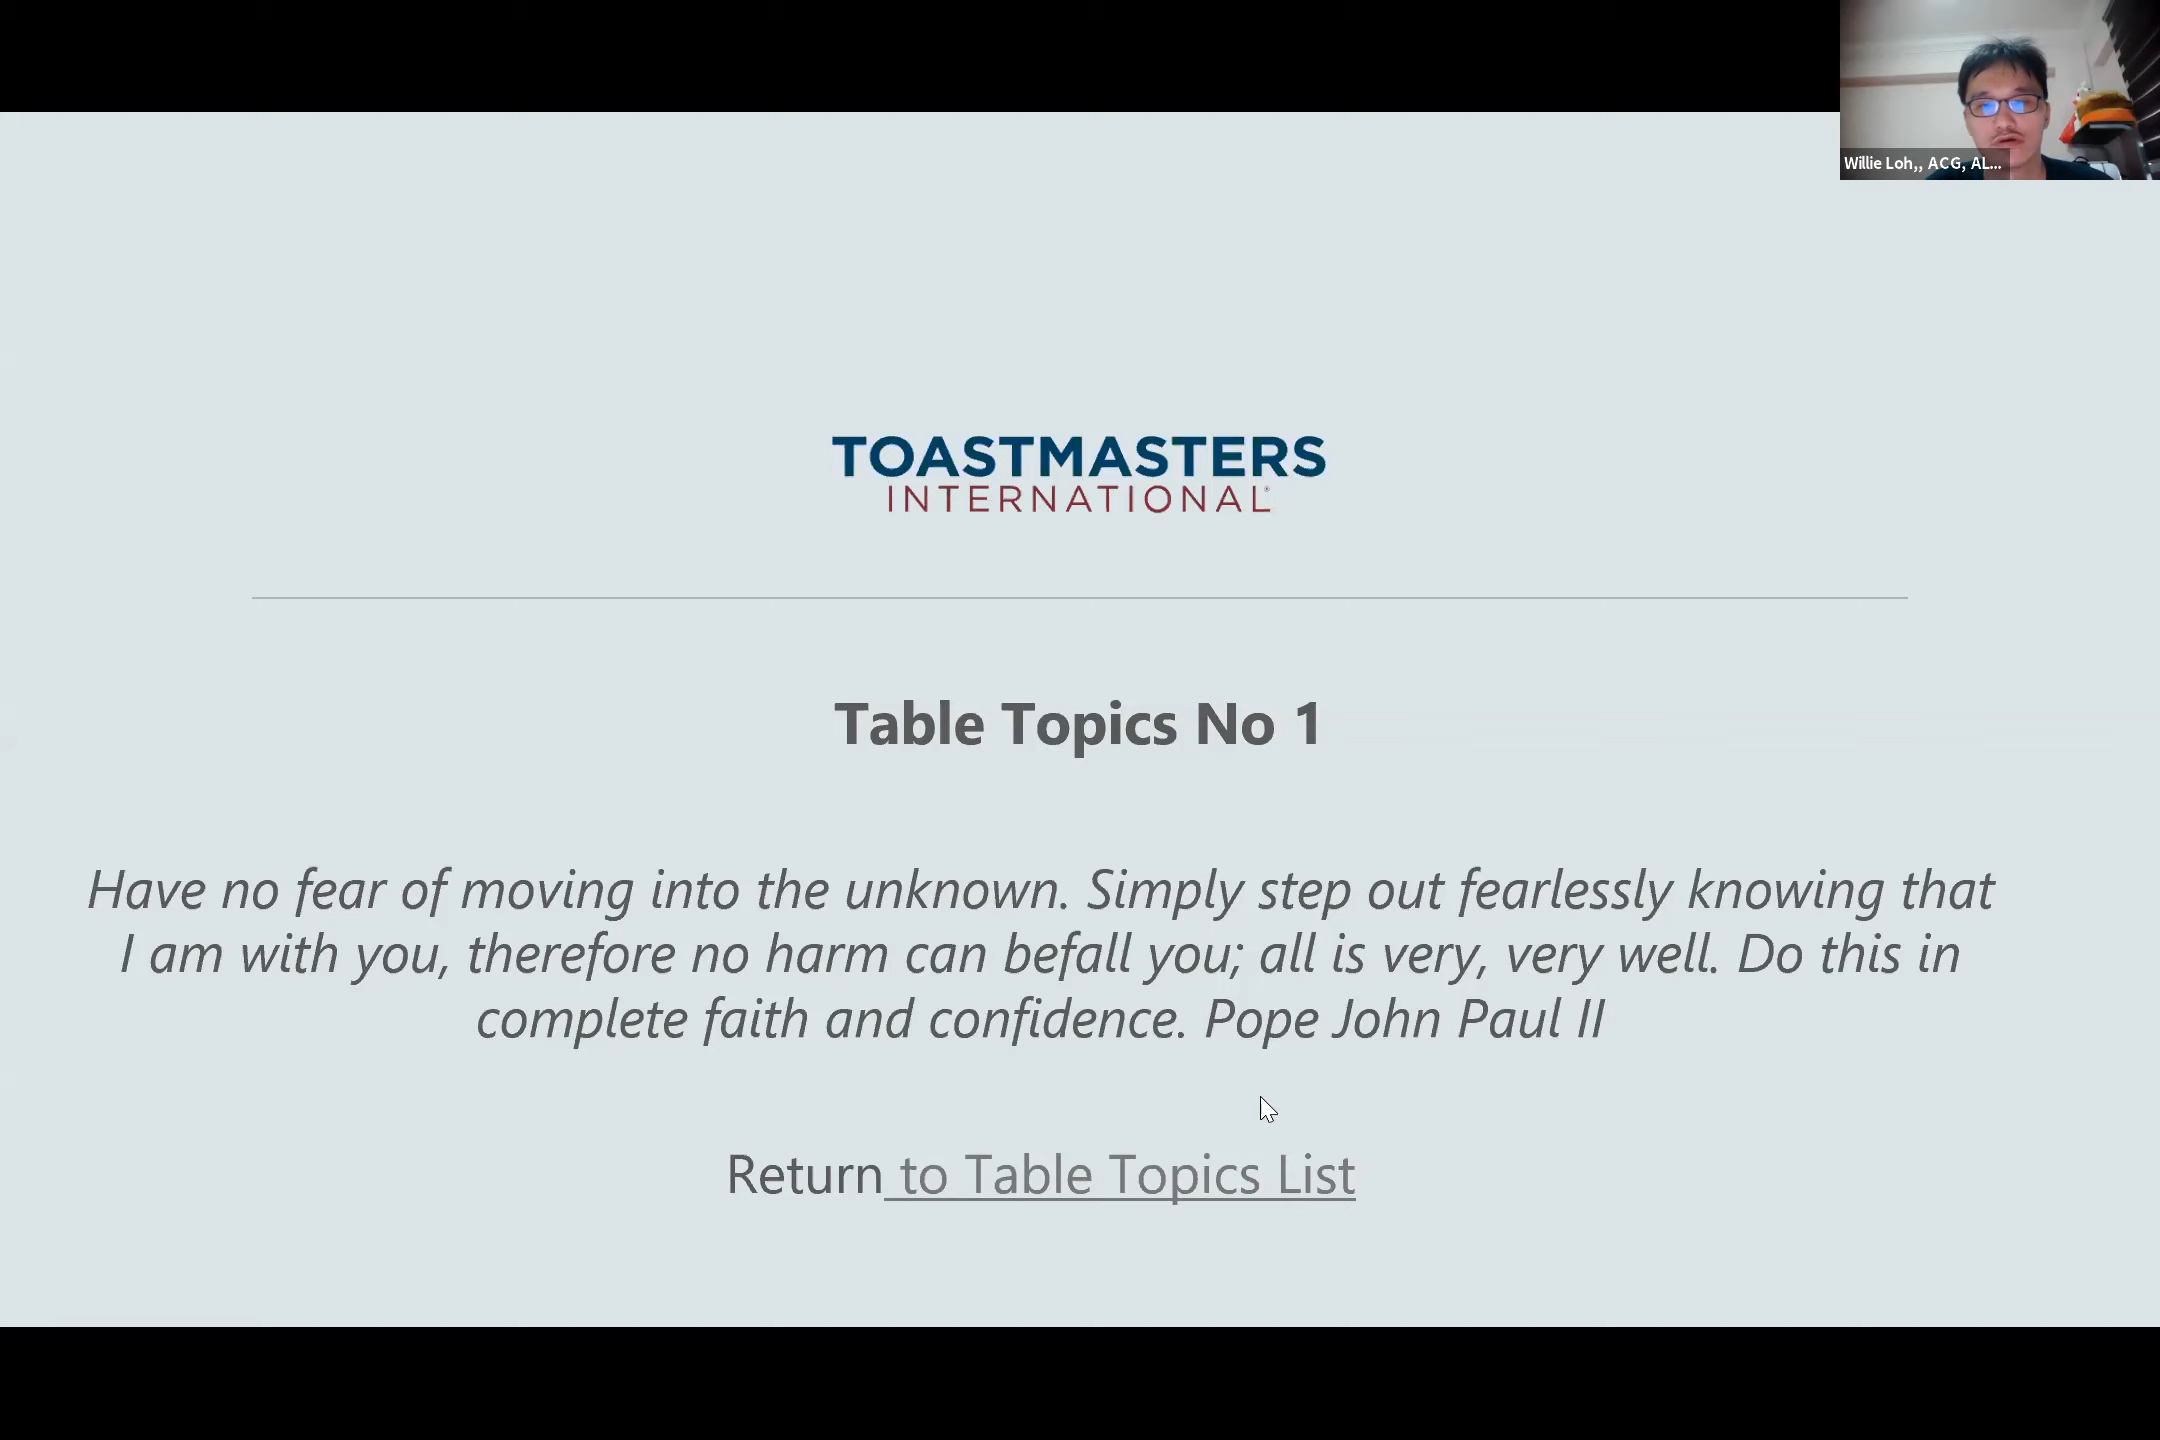 Willie Loh,, ACG, AL...
TOASTMASTERS
INTERNATIONAL®
Table Topics No 1
Have no fear of moving into the unknown. Simply step out fearlessly knowing that
I am with you, therefore no harm can befall you; all is very, very well. Do this in
complete faith and confidence. Pope John Paul II
Return to Table Topics List